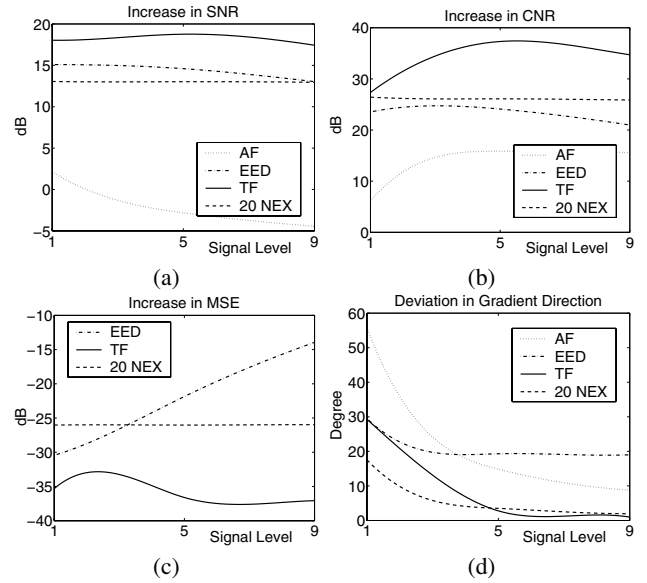 Increase in SNR
20
15
10
5
0
−5
dB
AF
EED
TF
20 NEX
1
5
9
Signal Level
(a)
Increase in CNR
40
30
20
10
0
dB
AF
EED
TF
20 NEX
1
5
9
Signal Level
(b)
Increase in MSE
−10
−15
−20
−25
−30
−35
−40
dB
EED
TF
20 NEX
1
5
9
Signal Level
(c)
Deviation in Gradient Direction
60
50
40
30
20
10
0
Degree
AF
EED
TF
20 NEX
1
5
9
Signal Level
(d)